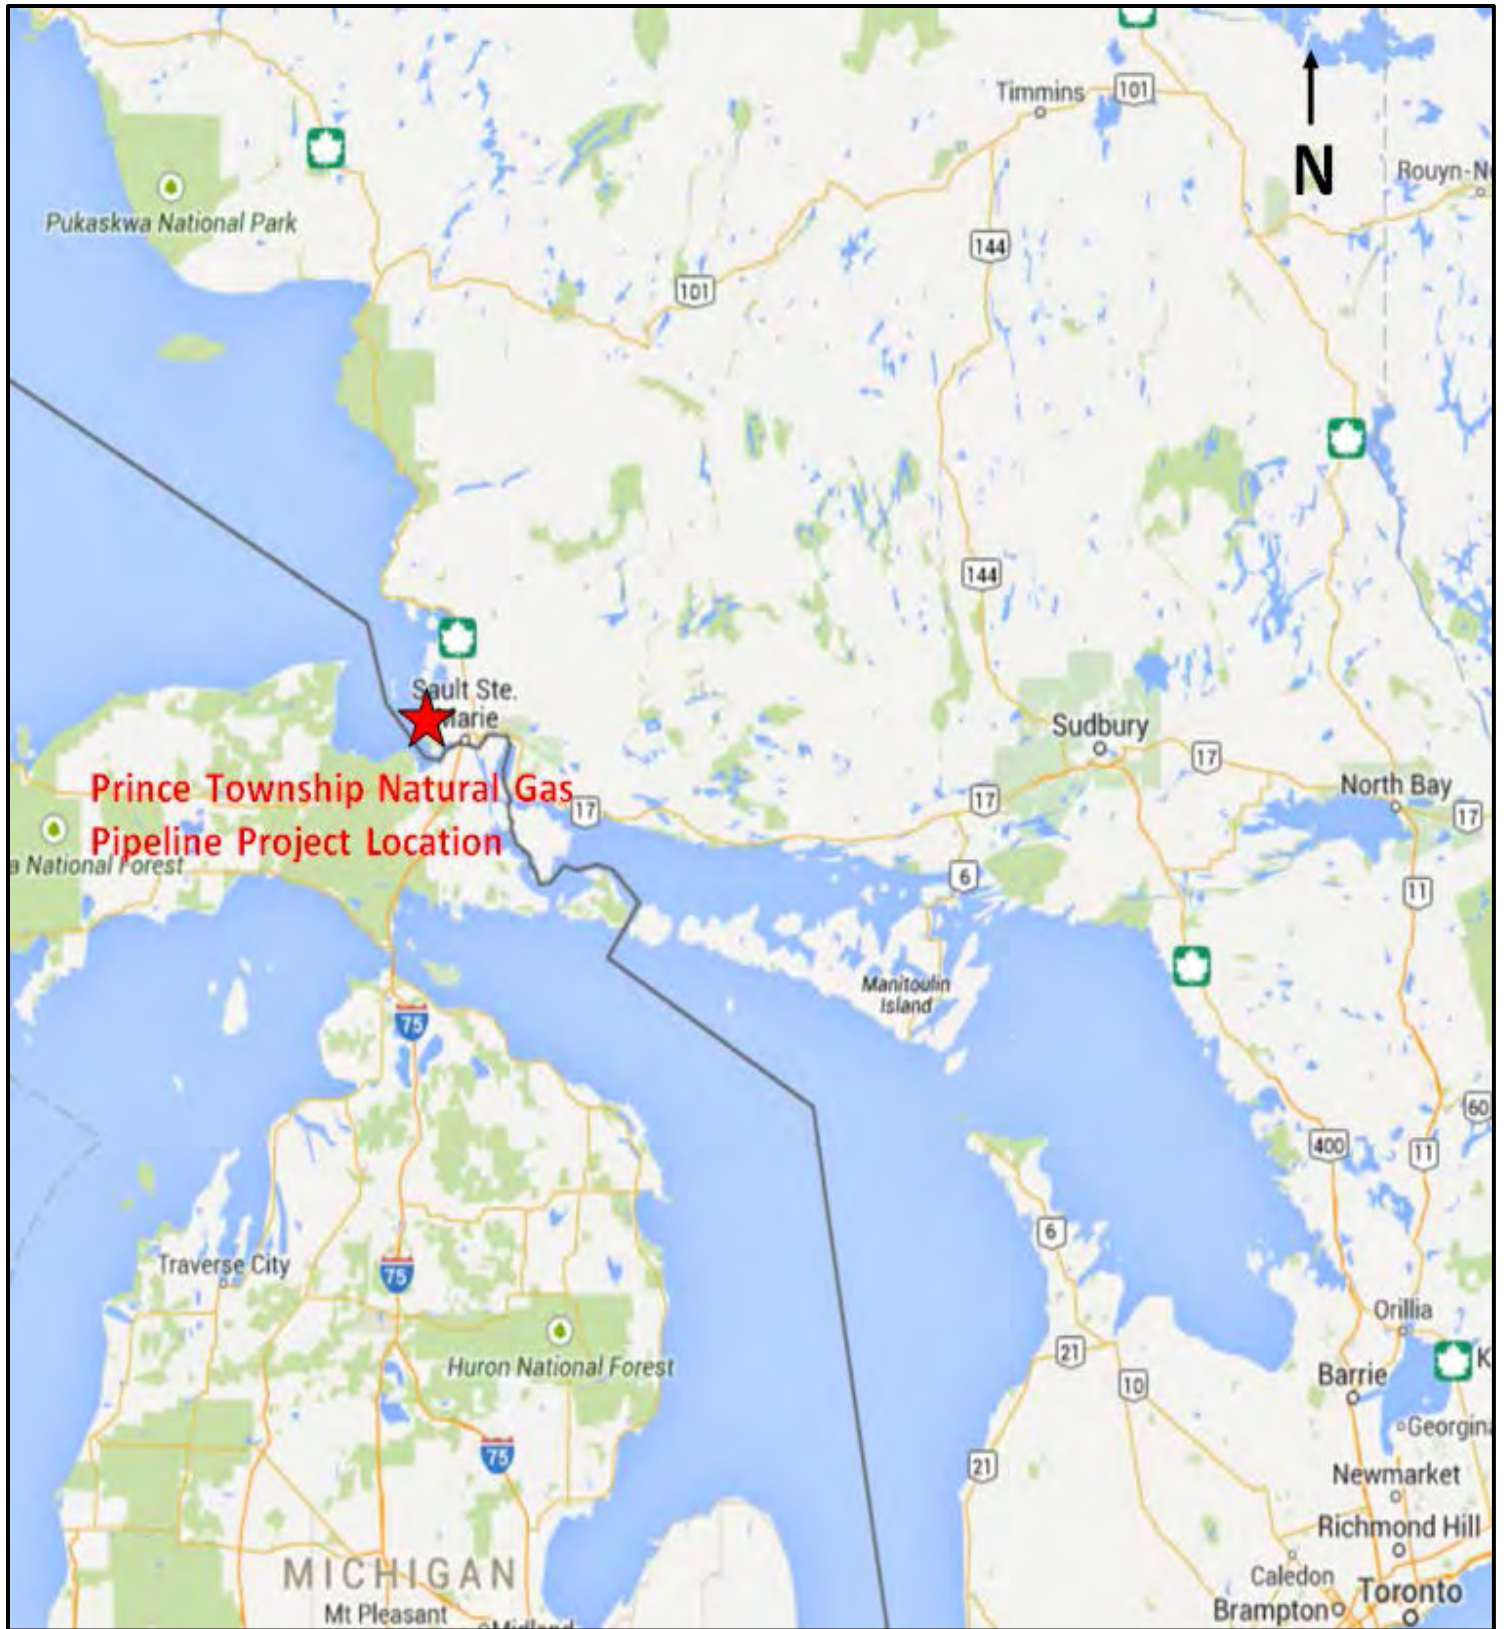 Timmins
101
N
Rouyn-N
Pukaskwa National Park
144
101
144
Sault Ste.
Marie
Sudbury
17
North Bay
17
17
17
Prince Township Natural Gas
Pipeline Project Location
a National Forest
6
11
Manitoulin
Island
75
60
400
11
6
Traverse City
75
Orillia
21
Huron National Forest
K
10
Barrie
Georgina
75
21
Newmarket
Richmond Hill
MICHIGAN
Caledon
Toronto
Mt Pleasant
Brampton
Midland